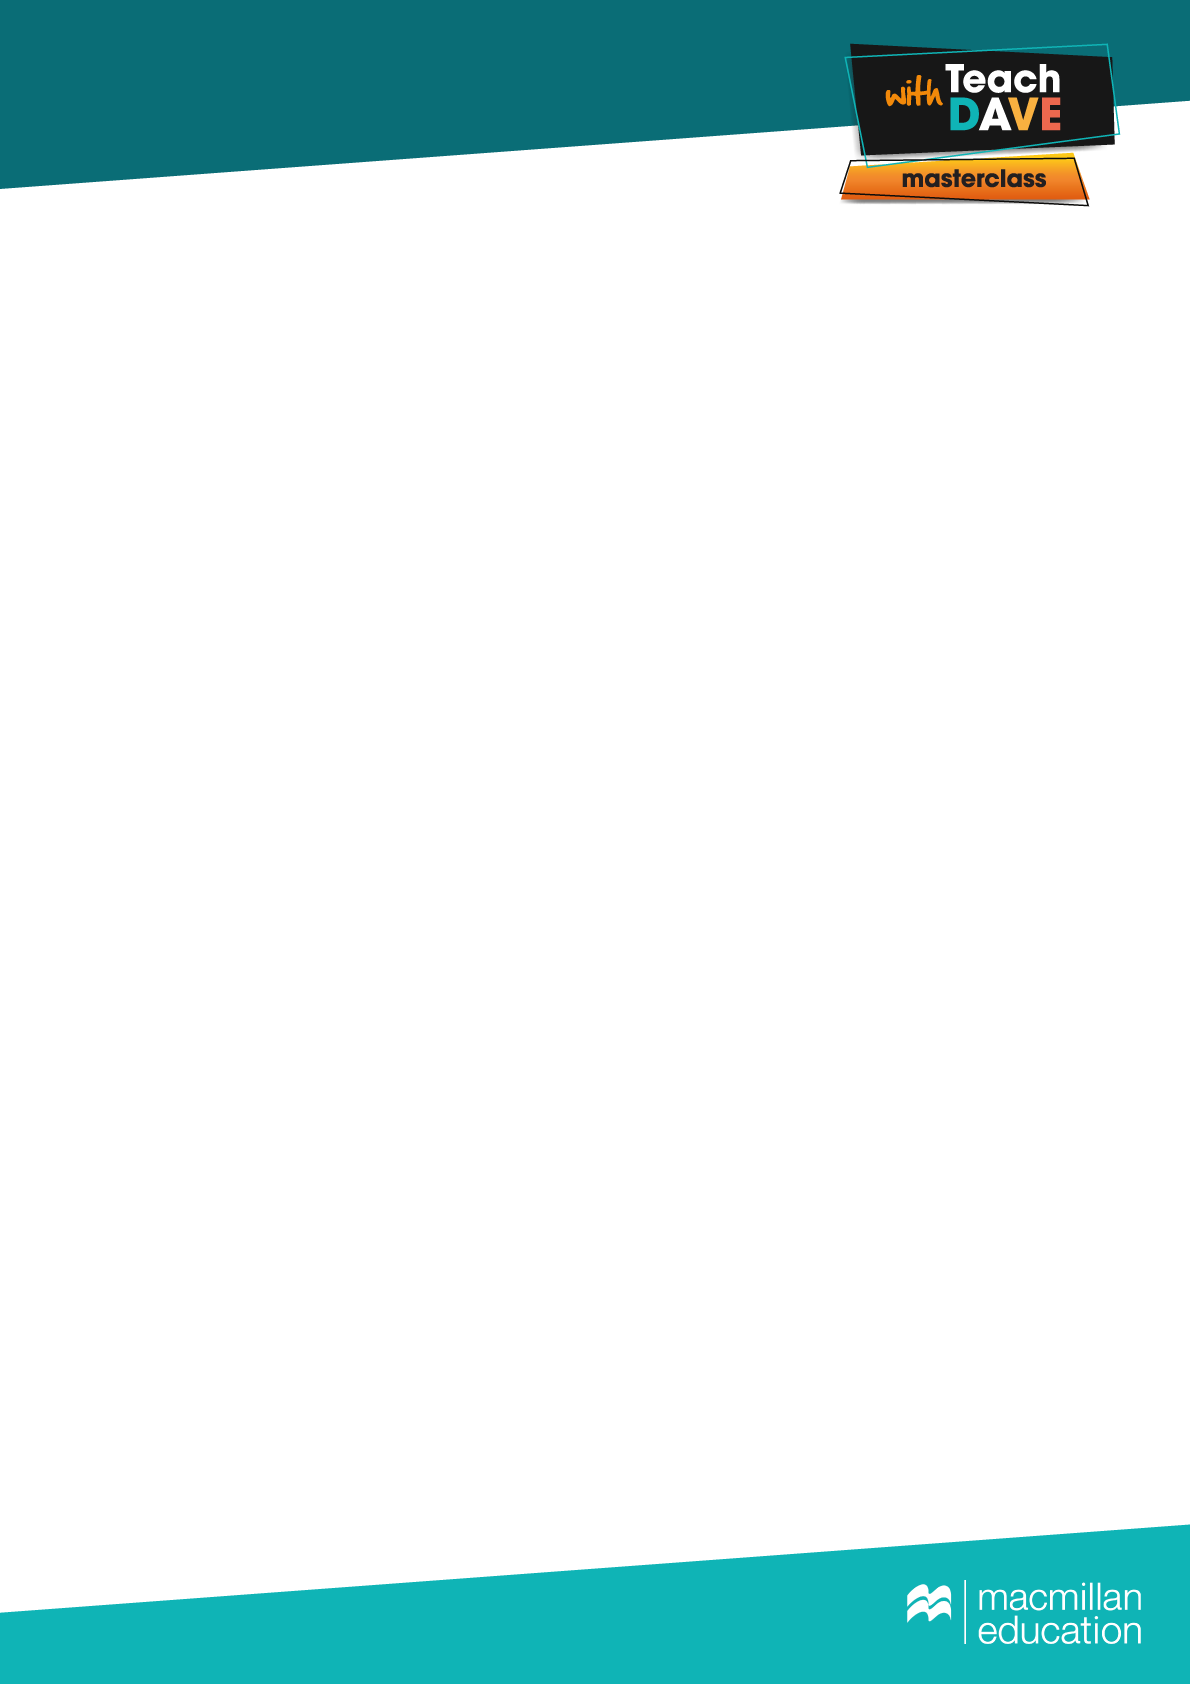 Teach
with
DAVE
masterclass
macmillan
education